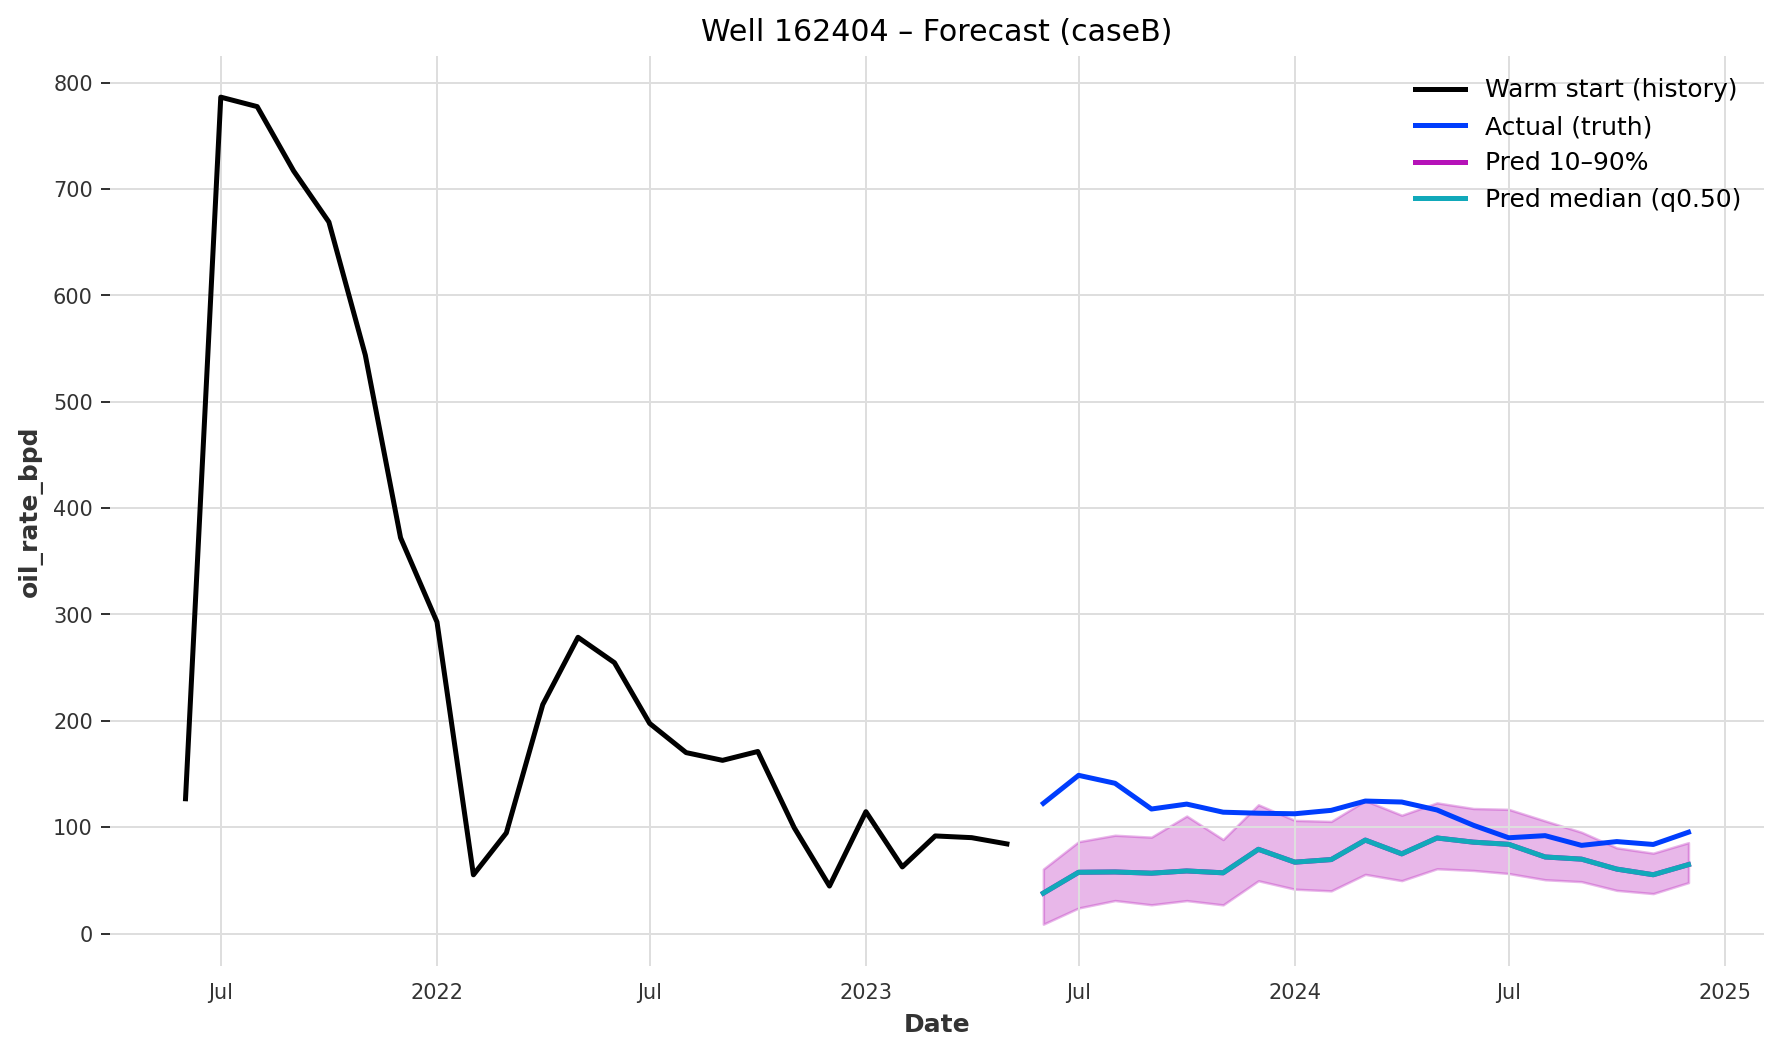 Well 162404 – Forecast (caseB)
Warm start (history)
Actual (truth)
Pred 10–90%
Pred median (q0.50)
oil_rate_bpd
800
700
600
500
400
300
200
100
0
Jul
2022
Jul
2023
Jul
2024
Jul
2025
Date